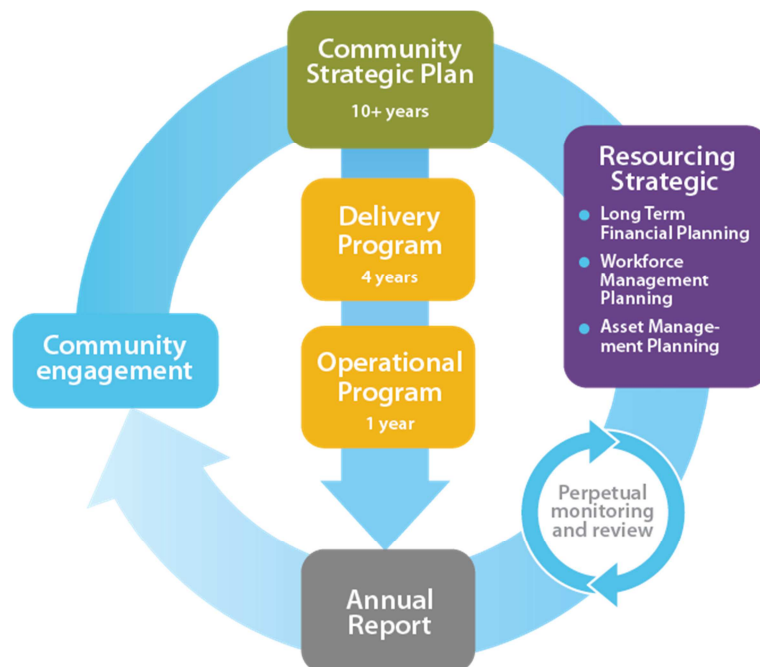 Community
Strategic Plan
10+ years
Resourcing
Strategic
Long Term
Financial Planning
Workforce
Management
Planning
Asset Manage-
ment Planning
Delivery
Program
4 years
Community
engagement
Operational
Program
1 year
Perpetual
monitoring
and review
Annual
Report